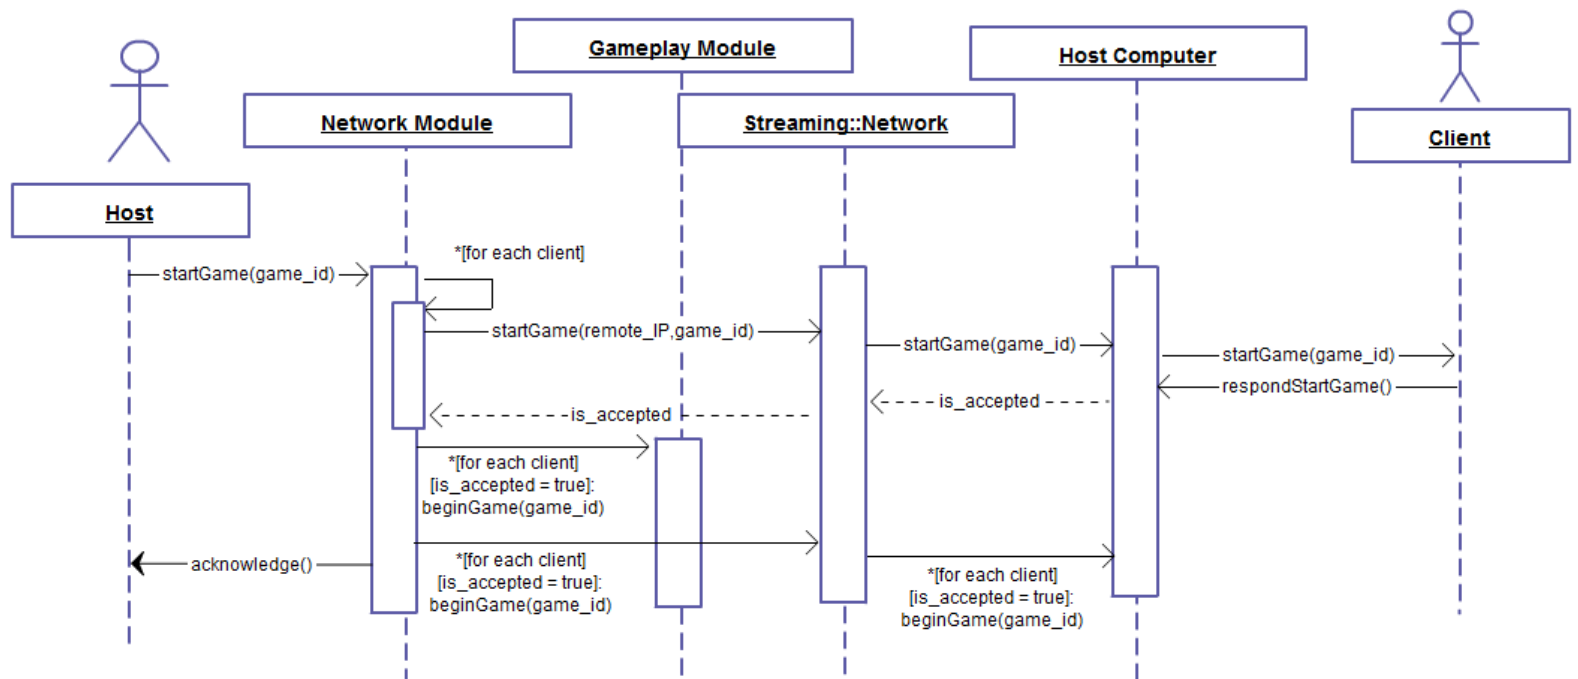 Gameplay Module
Host Computer
Network Module
Streaming::Network
Client
Host
*[for each client]
startGame(game_id)
startGame(remote_IP,game_id)
startGame(game_id)
startGame(game_id)
respondStartGame()
is_accepted
is_accepted
*[for each client]
[is_accepted = true]:
beginGame(game_id)
acknowledge()
*[for each client]
[is_accepted = true]:
beginGame(game_id)
*[for each client]
[is_accepted = true]:
beginGame(game_id)